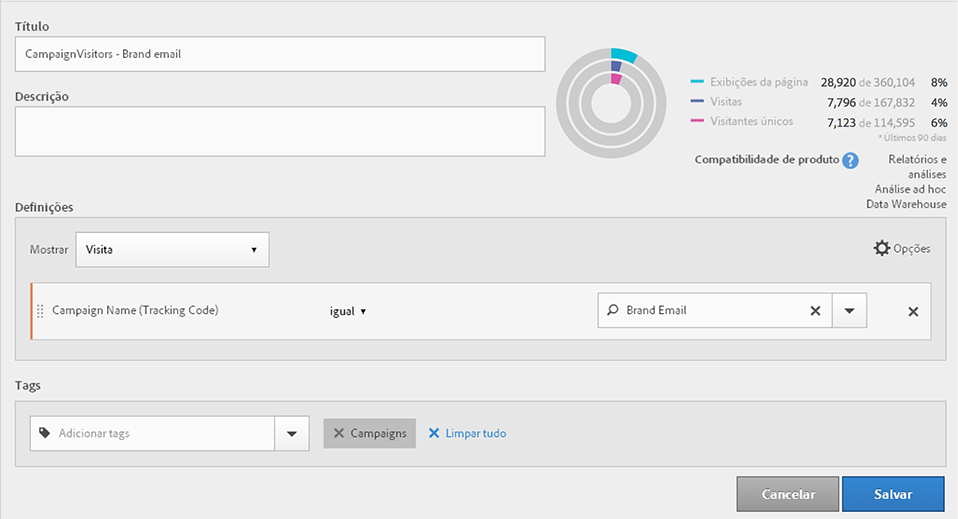 Título
CampaignVisitors - Brand email
Descrição
Exibições da página 28,920 de 360,104 8%
Visitas 7,796 de 167,832 4%
Visitantes únicos 7,123 de 114,595 6%
* Últimos 90 dias
Compatibilidade de produto ? Relatórios e
análises
Análise ad hoc
Data Warehouse
Definições
Mostrar Visita Opções
Campaign Name (Tracking Code) igual Brand Email
Tags
Adicionar tags Campaigns Limpar tudo
Cancelar Salvar